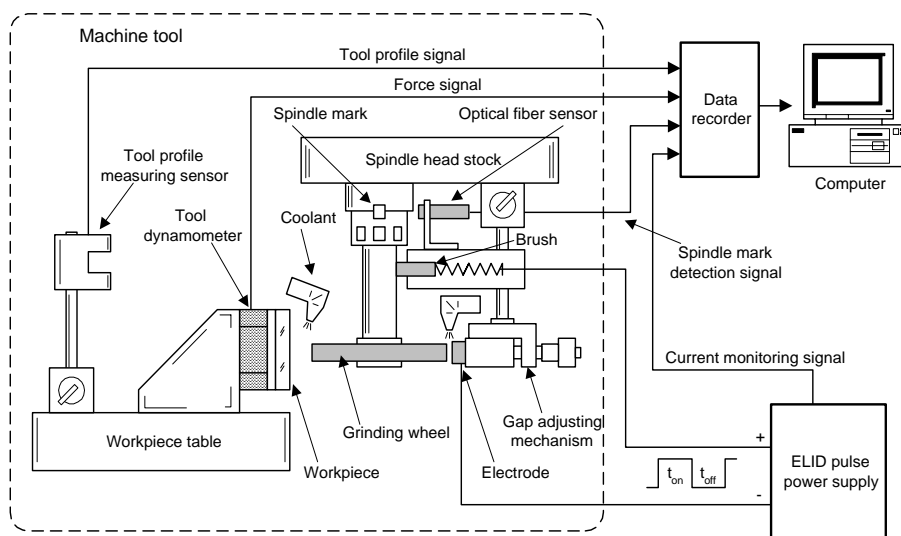 Machine tool
Tool profile signal
Force signal
Spindle mark
Optical fiber sensor
Data
recorder
Computer
Spindle head stock
Tool profile
measuring sensor
Tool
dynamometer
Coolant
Brush
Spindle mark
detection signal
Current monitoring signal
Workpiece table
Grinding wheel
Gap adjusting
mechanism
Workpiece
Electrode
+
ton toff
-
ELID pulse
power supply